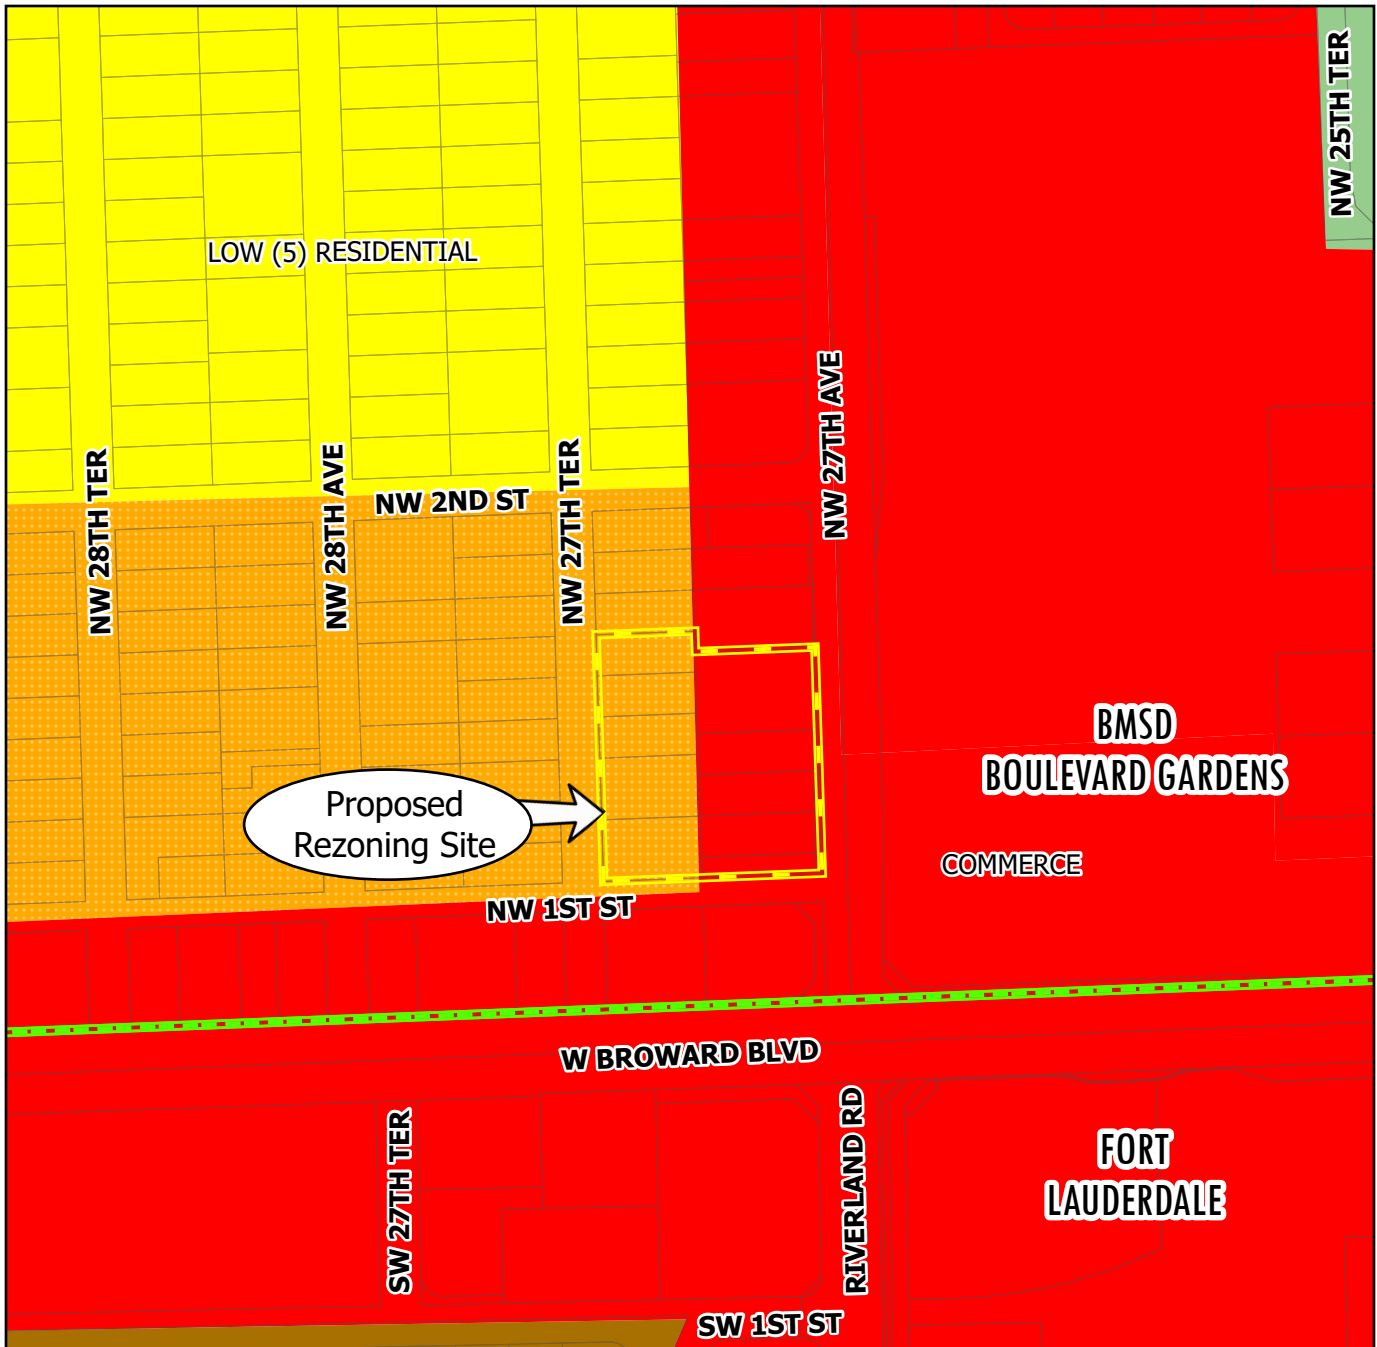 NW 25TH TER
LOW (5) RESIDENTIAL
NW 27TH AVE
NW 28TH TER
NW 28TH AVE
NW 2ND ST
NW 27TH TER
BMSD
BOULEVARD GARDENS
Proposed
Rezoning Site
COMMERCE
NW 1ST ST
W BROWARD BLVD
SW 27TH TER
RIVERLAND RD
FORT
LAUDERDALE
SW 1ST ST